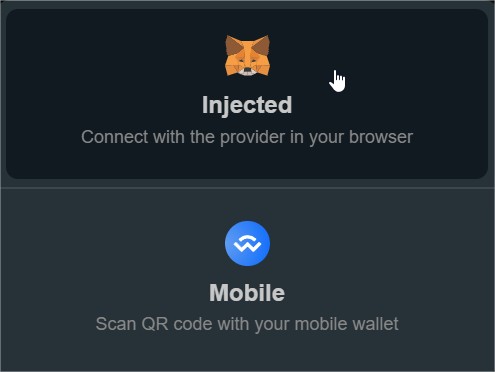 Injected
Connect with the provider in your browser
Mobile
Scan QR code with your mobile wallet